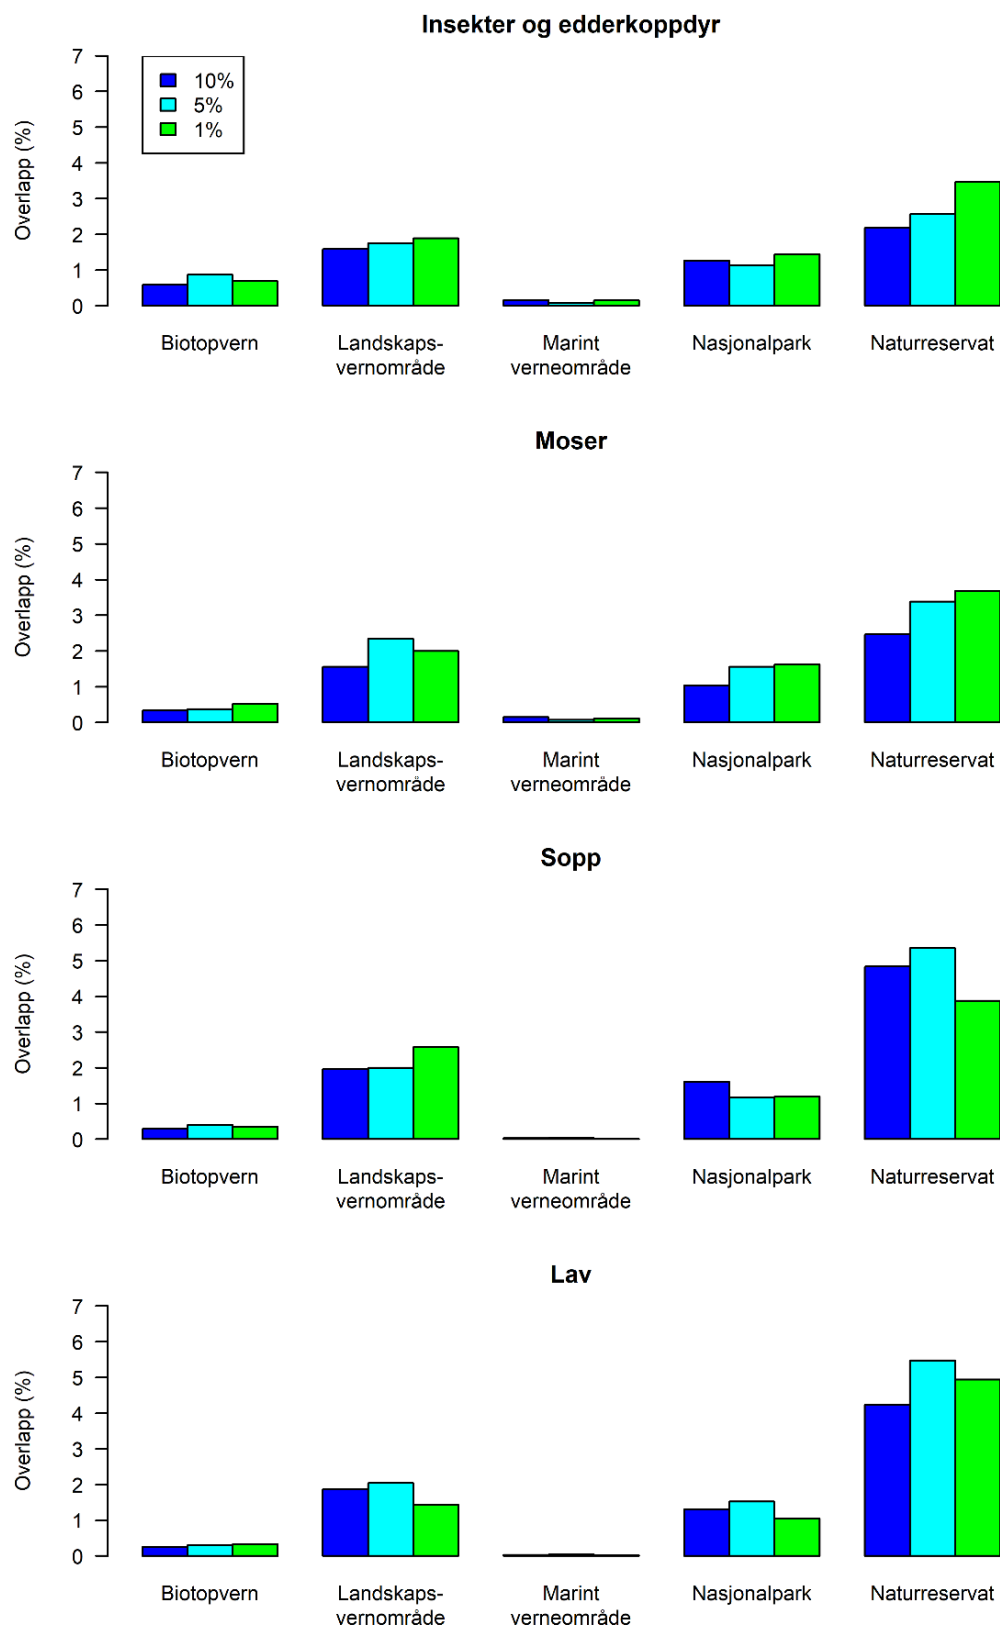 Insekter og edderkoppdyr
Overlapp (%)
7
6
5
4
3
2
1
0
10%
5%
1%
Biotopvern
Landskaps-
vernområde
Marint
verneområde
Nasjonalpark
Naturreservat
Moser
Overlapp (%)
7
6
5
4
3
2
1
0
Biotopvern
Landskaps-
vernområde
Marint
verneområde
Nasjonalpark
Naturreservat
Sopp
Overlapp (%)
7
6
5
4
3
2
1
0
Biotopvern
Landskaps-
vernområde
Marint
verneområde
Nasjonalpark
Naturreservat
Lav
Overlapp (%)
7
6
5
4
3
2
1
0
Biotopvern
Landskaps-
vernområde
Marint
verneområde
Nasjonalpark
Naturreservat